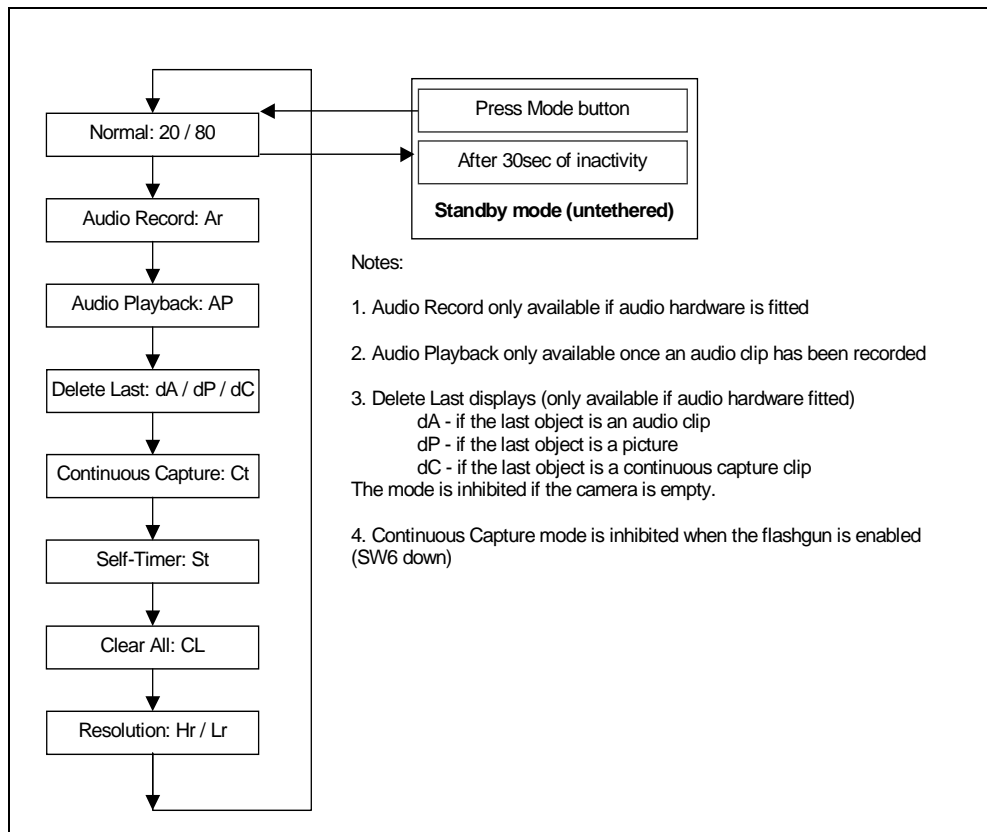 Normal: 20 / 80
Audio Record: Ar
Audio Playback: AP
Delete Last: dA / dP / dC
Continuous Capture: Ct
Self-Timer: St
Clear All: CL
Resolution: Hr / Lr
Press Mode button
After 30sec of inactivity
Standby mode (untethered)
Notes:
1. Audio Record only available if audio hardware is fitted
2. Audio Playback only available once an audio clip has been recorded
3. Delete Last displays (only available if audio hardware fitted)
dA - if the last object is an audio clip
dP - if the last object is a picture
dC - if the last object is a continuous capture clip
The mode is inhibited if the camera is empty.
4. Continuous Capture mode is inhibited when the flashgun is enabled
(SW6 down)